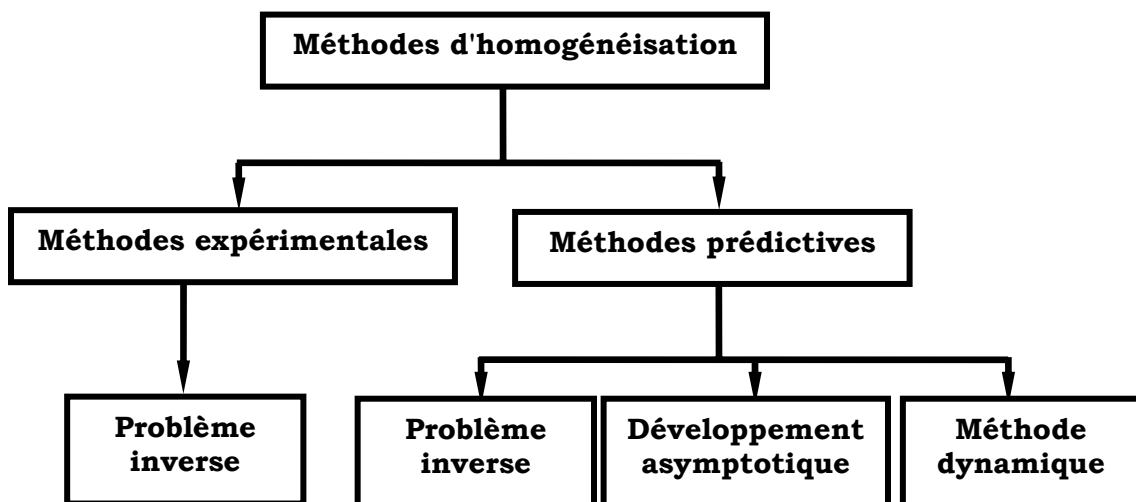 Méthodes d'homogénéisation
Méthodes expérimentales
Méthodes prédictives
Problème
inverse
Problème
inverse
Développement
asymptotique
Méthode
dynamique